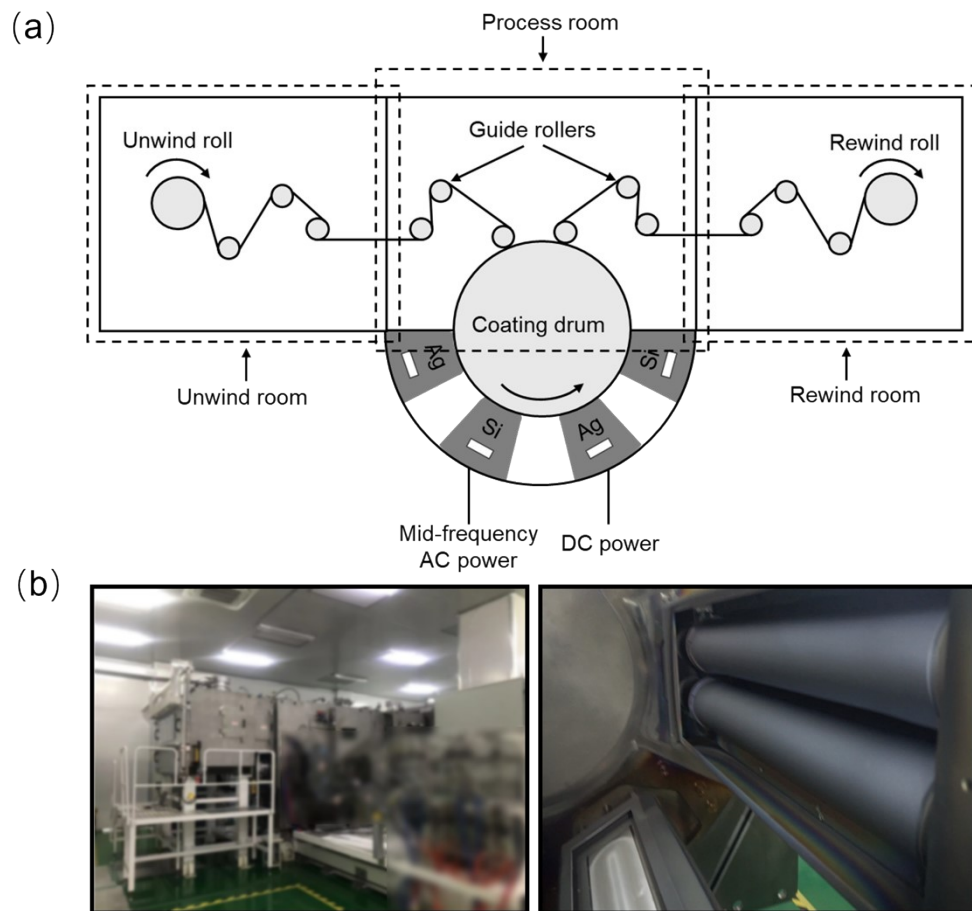 (a)
Process room
Unwind roll
Guide rollers
Rewind roll
Coating drum
Ag
Si
Si
Ag
Unwind room
Rewind room
Mid-frequency
AC power
DC power
(b)